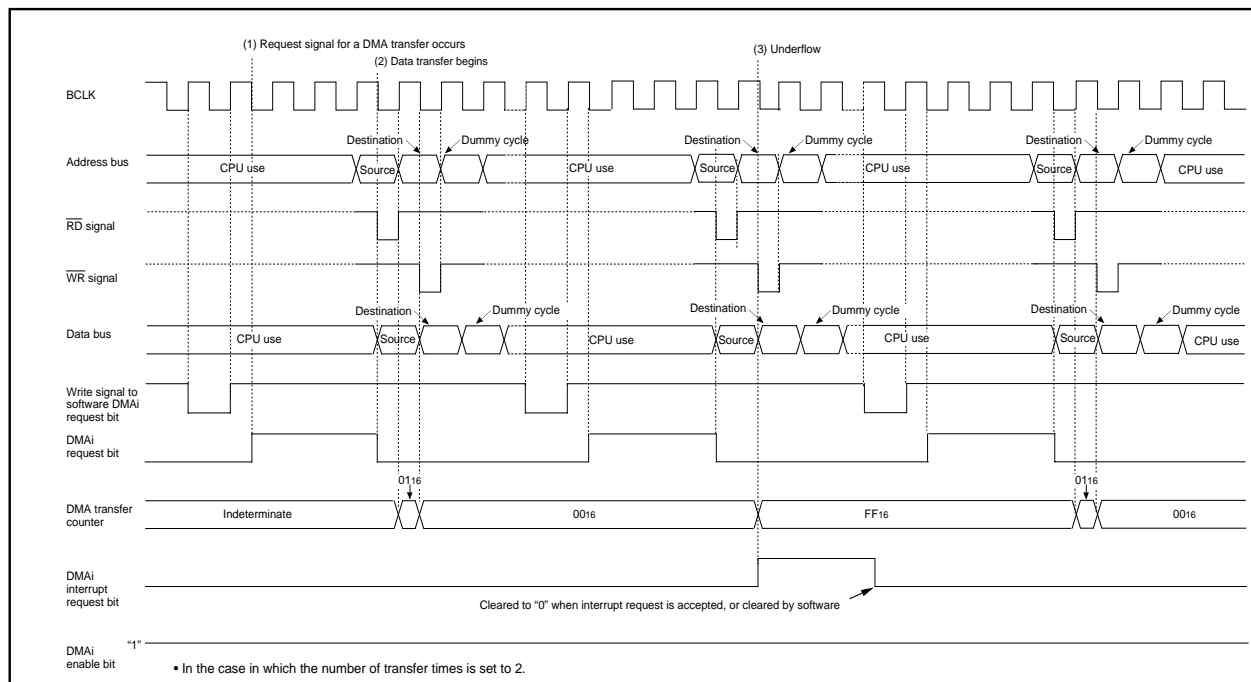 (1) Request signal for a DMA transfer occurs
(3) Underflow
(2) Data transfer begins
BCLK
Destination
Dummy cycle
Destination
Dummy cycle
Destination
Dummy cycle
Address bus
CPU use
Source
CPU use
Source
CPU use
Source
CPU use
RD signal
WR signal
Destination
Dummy cycle
Destination
Dummy cycle
Destination
Dummy cycle
Data bus
CPU use
Source
CPU use
Source
CPU use
Source
CPU use
Write signal to
software DMAi
request bit
DMAi
request bit
0116
0116
DMA transfer
counter
Indeterminate
0016
FF16
0016
DMAi
interrupt
request bit
Cleared to “0” when interrupt request is accepted, or cleared by software
“1”
DMAi
enable bit
• In the case in which the number of transfer times is set to 2.